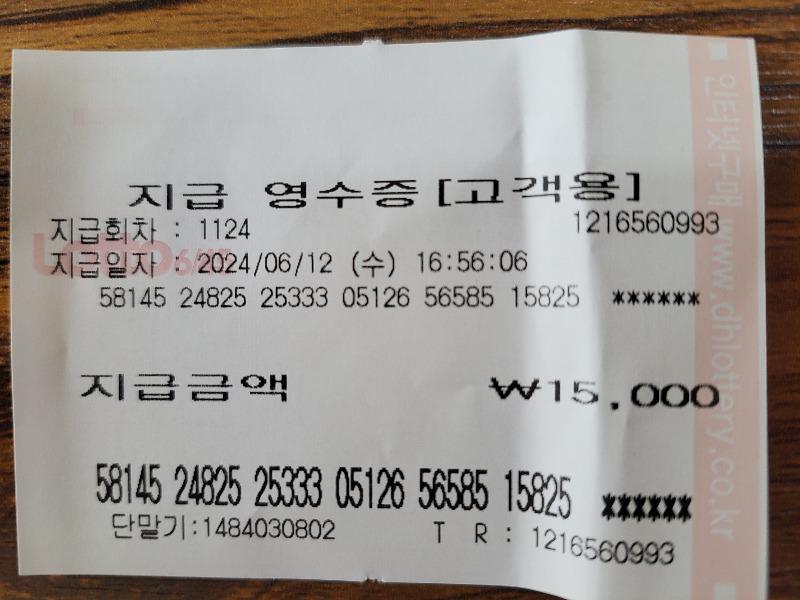 지급 영수증 [고객용]
지급회차 : 1124 1216560993
Lotto 6/45
지급일자 : 2024/06/12 (수) 16:56:06
58145 24825 25333 05126 56585 15825 ******
지급금액 ₩15,000
58145 24825 25333 05126 56585 15825 ******
단말기:1484030802 T R : 1216560993
인터넷구매 www.dhlottery.co.kr